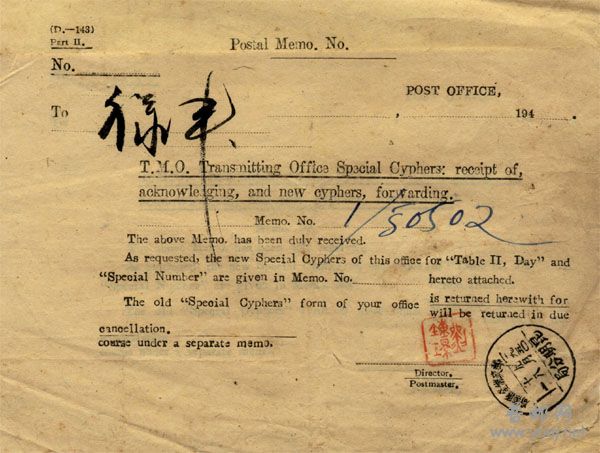 (D.—143)
Part II.
Postal Memo. No.
No.
POST OFFICE,
To
194
T.M.O. Transmitting Office Special Cyphers: receipt of,
acknowledging, and new cyphers, forwarding.
Memo. No. 1/50502
The above Memo. has been duly received.
As requested, the new Special Cyphers of this office for "Table II, Day" and
"Special Number" are given in Memo. No. hereto attached.
The old "Special Cyphers" form of your office is returned herewith for
will be returned in due
cancellation.
course under a separate memo.
Director.
Postmaster.